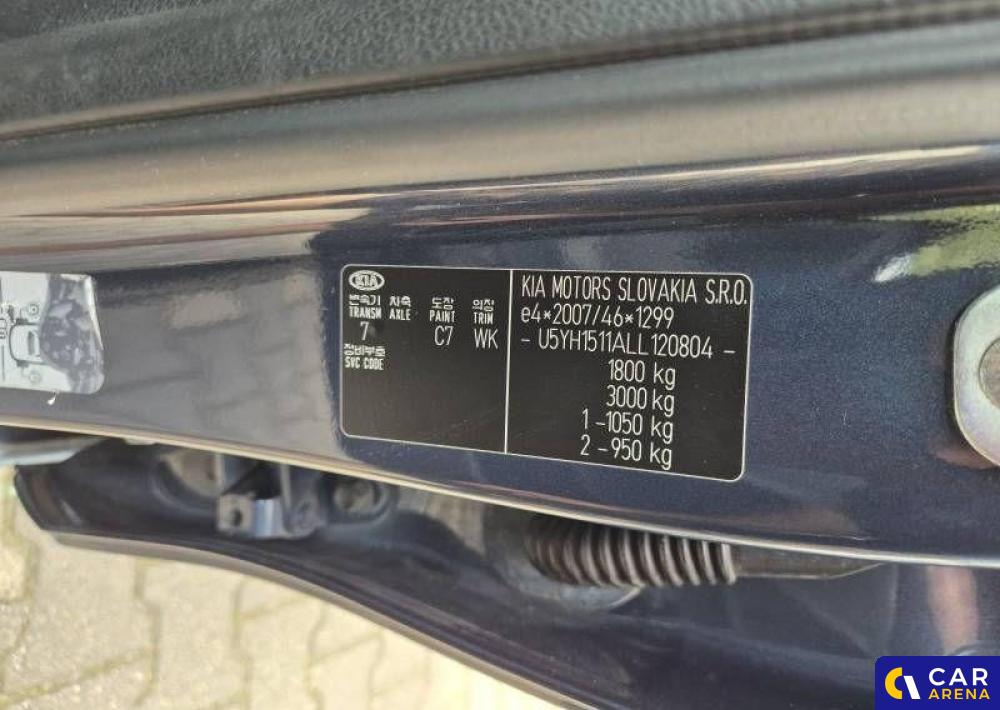 KIA
변속기 차축 도장 의장
TRANSM AXLE PAINT TRIM
7 C7 WK
정비부호
SVC CODE
KIA MOTORS SLOVAKIA S.R.O.
e4*2007/46*1299
- U5YH1511ALL120804 -
1800 kg
3000 kg
1 -1050 kg
2 -950 kg
CAR
ARENA